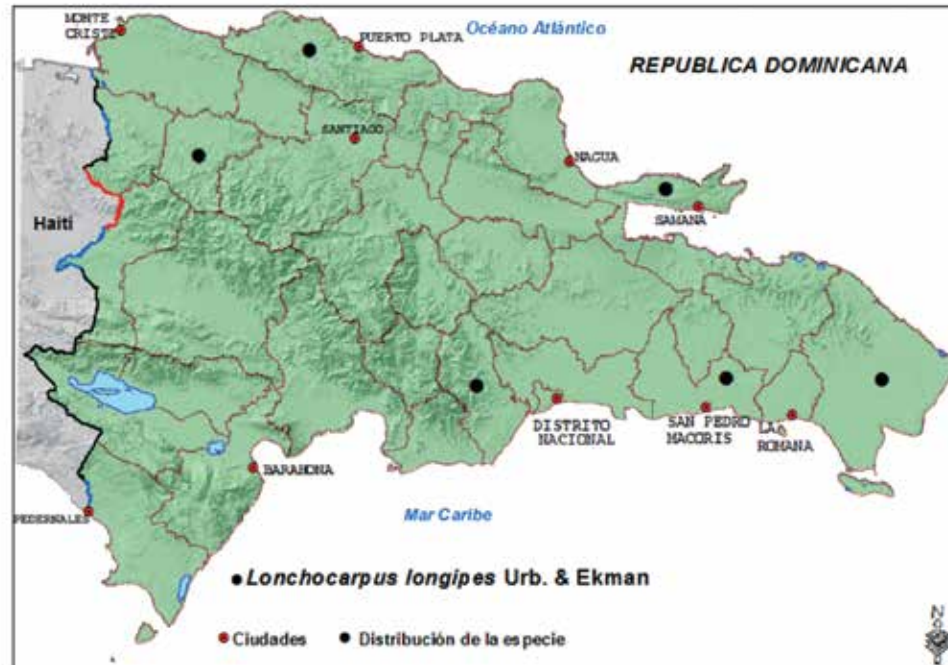 MONTE
CRISTI
PUERTO PLATA
Océano Atlántico
REPUBLICA DOMINICANA
SANTIAGO
NAGUA
Haití
SAMANA
DISTRITO
NACIONAL
SAN PEDRO
MACORIS
LA
ROMANA
BARAHONA
PEDERNALES
Mar Caribe
Lonchocarpus longipes Urb. & Ekman
Ciudades
Distribución de la especie